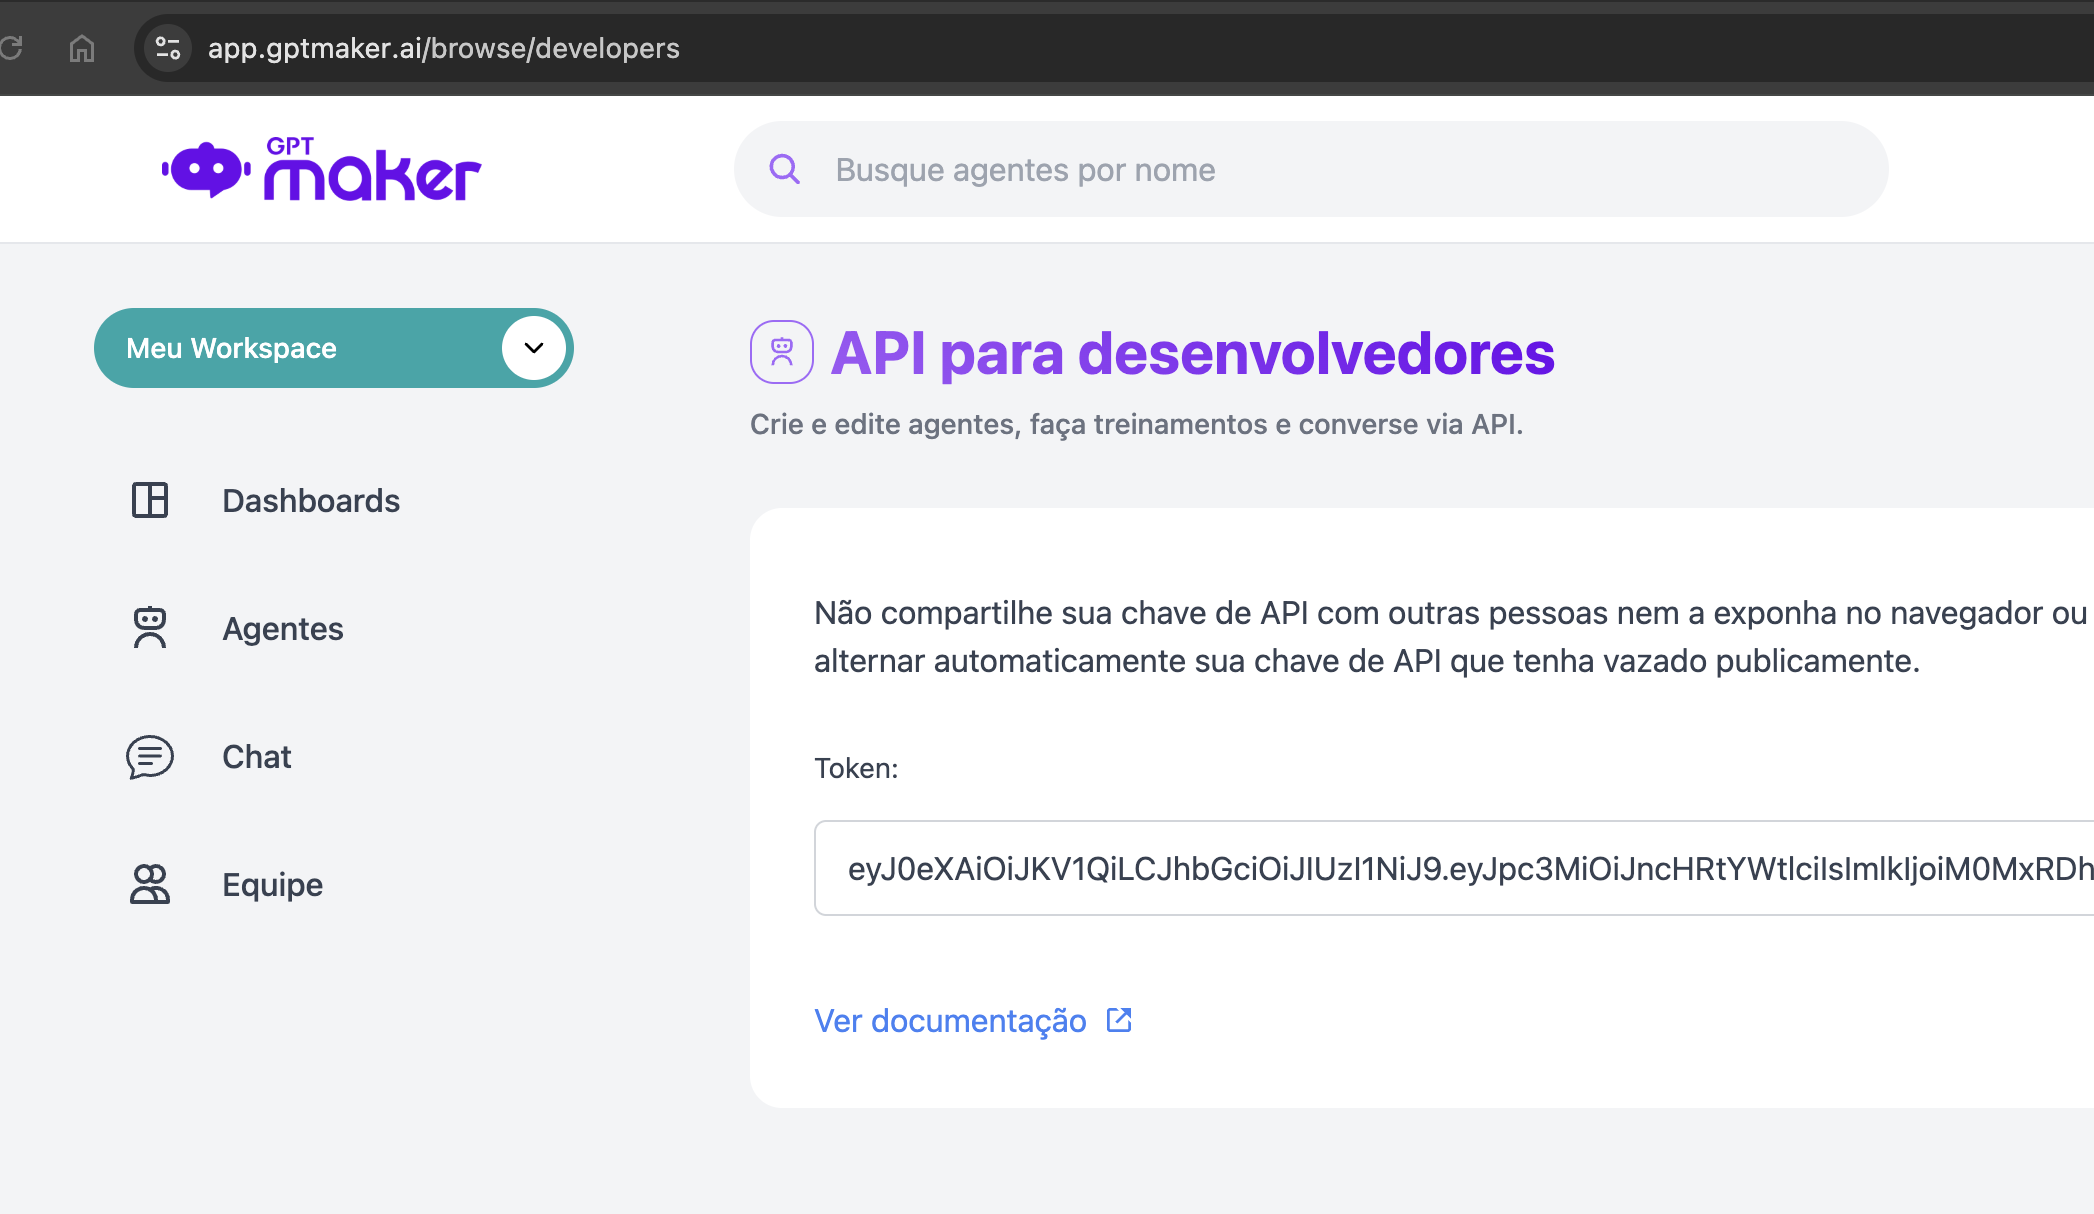 app.gptmaker.ai/browse/developers
GPT
maker
Busque agentes por nome
Meu Workspace
Dashboards
Agentes
Chat
Equipe
API para desenvolvedores
Crie e edite agentes, faça treinamentos e converse via API.
Não compartilhe sua chave de API com outras pessoas nem a exponha no navegador ou
alternar automaticamente sua chave de API que tenha vazado publicamente.
Token:
eyJ0eXAiOiJKV1QiLCJhbGciOiJIUzI1NiJ9.eyJpc3MiOiJncHRtYWtlciIsImlkIjoiM0MxRDh
Ver documentação